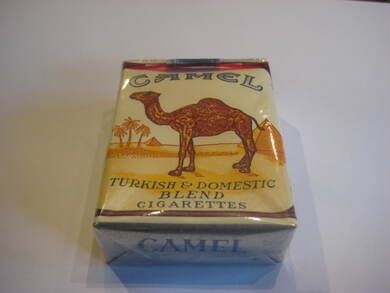 CAMEL
TURKISH & DOMESTIC
BLEND
CIGARETTES
CAMEL